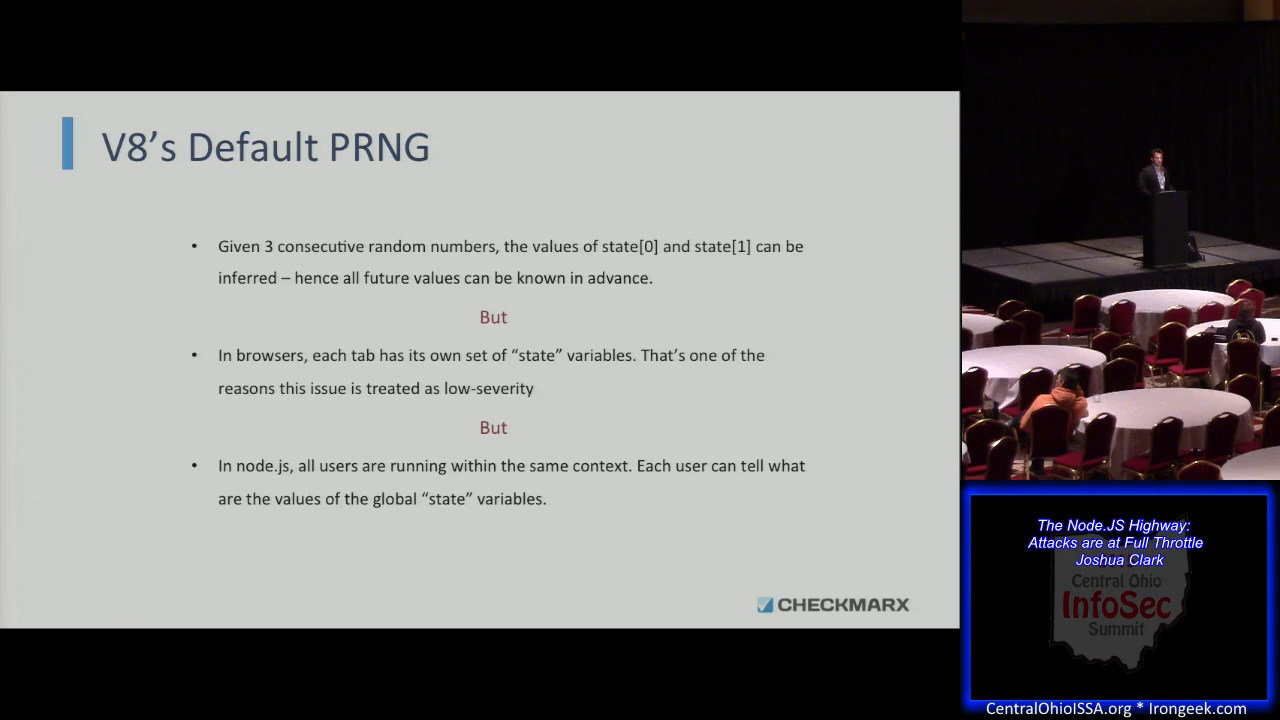 V8's Default PRNG
• Given 3 consecutive random numbers, the values of state[0] and state[1] can be
inferred – hence all future values can be known in advance.
But
• In browsers, each tab has its own set of “state” variables. That's one of the
reasons this issue is treated as low-severity
But
• In node.js, all users are running within the same context. Each user can tell what
are the values of the global “state” variables.
CHECKMARX
The Node.JS Highway:
Attacks are at Full Throttle
Joshua Clark
Central Ohio
InfoSec
Summit
CentralOhioISSA.org * Irongeek.com